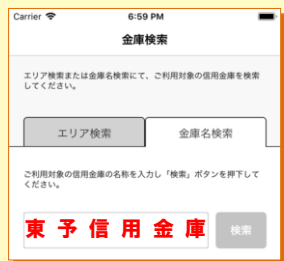 Carrier 6:59 PM
金庫検索
エリア検索または金庫名検索にて、ご利用対象の信用金庫を検索
してください。
エリア検索 金庫名検索
ご利用対象の信用金庫の名称を入力し「検索」ボタンを押下して
ください。
東予信用金庫 検索